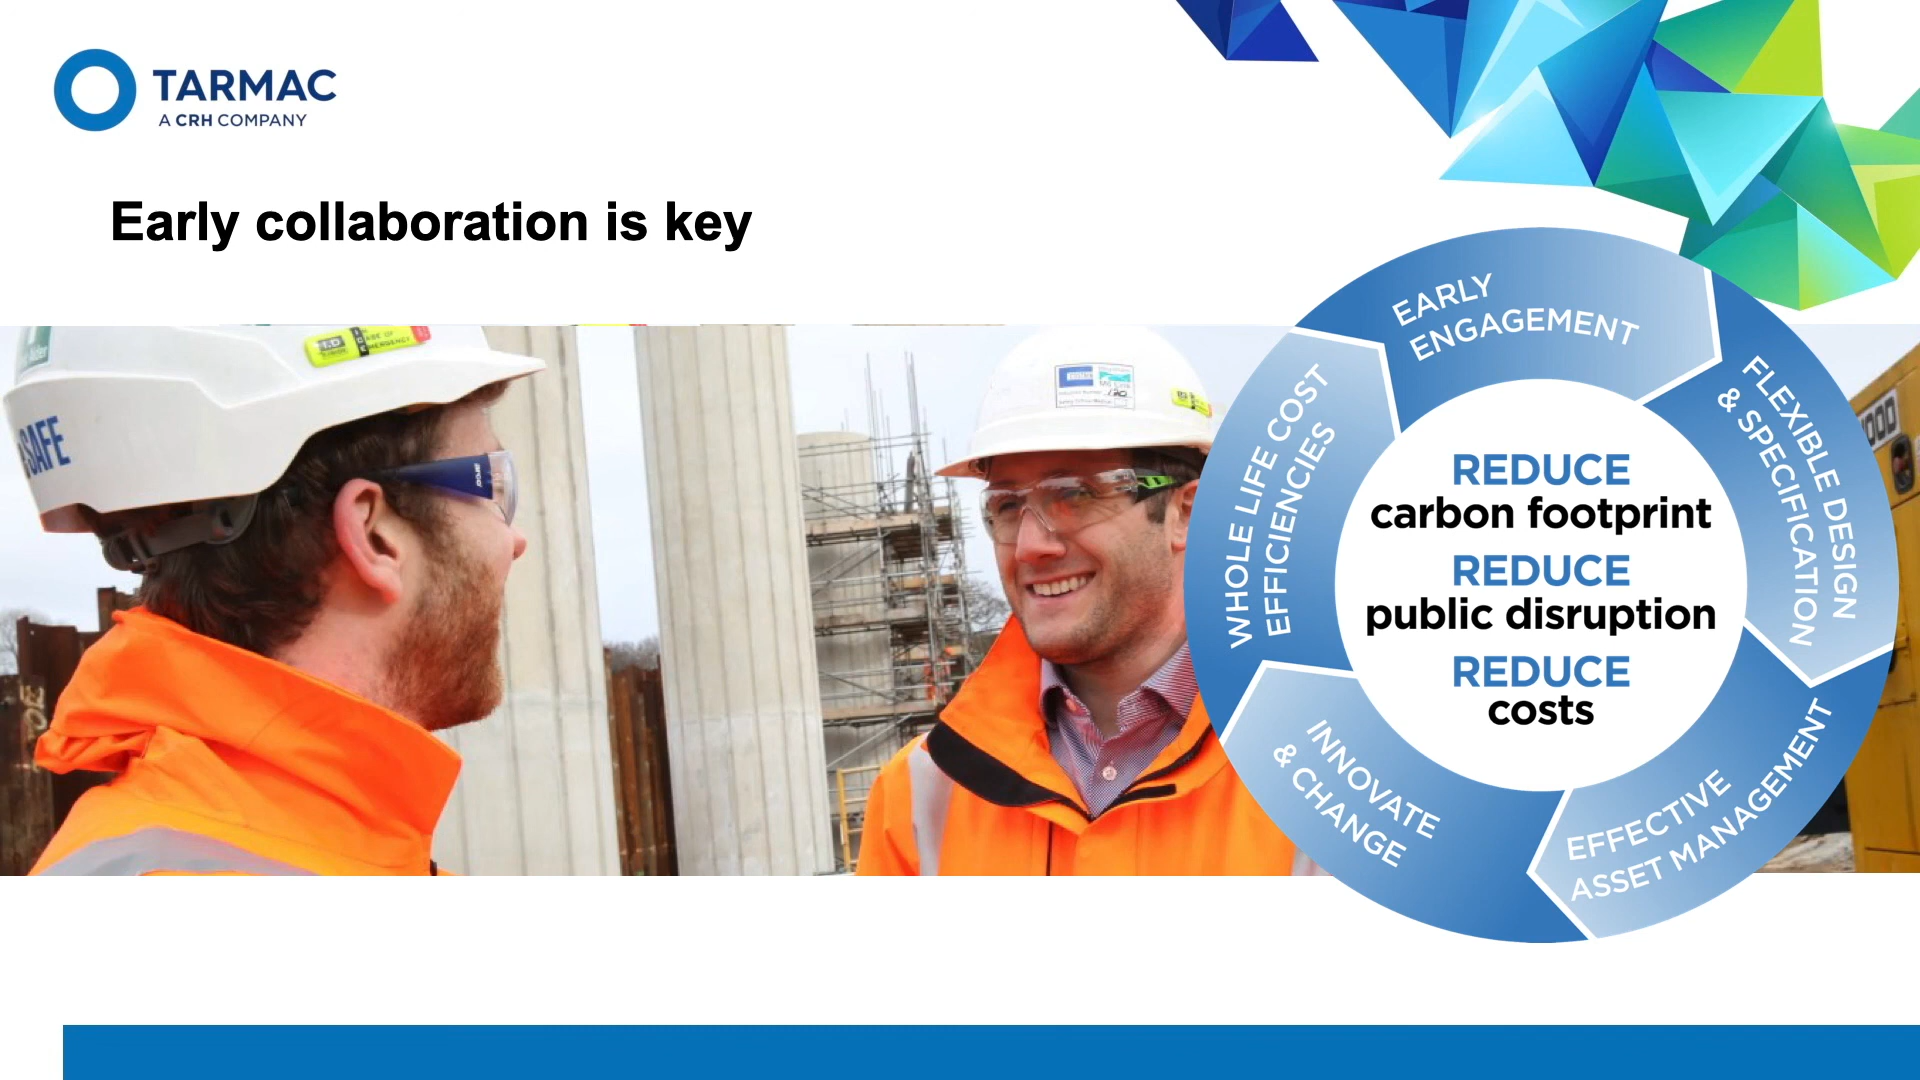 TARMAC
A CRH COMPANY
Early collaboration is key
SAFE
EARLY
ENGAGEMENT
FLEXIBLE DESIGN
& SPECIFICATION
EFFECTIVE
ASSET MANAGEMENT
INNOVATE
& CHANGE
WHOLE LIFE COST
EFFICIENCIES
REDUCE
carbon footprint
REDUCE
public disruption
REDUCE
costs